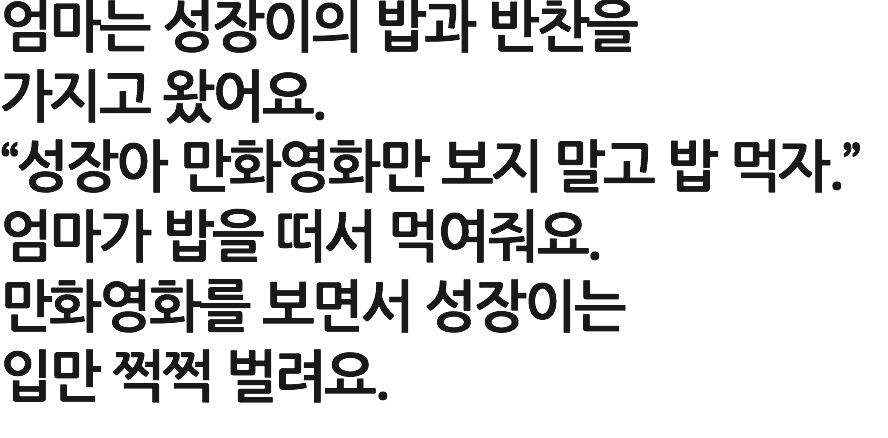 엄마는 성장이의 밥과 반찬을
가지고 왔어요.
“성장아 만화영화만 보지 말고 밥 먹자.”
엄마가 밥을 떠서 먹여줘요.
만화영화를 보면서 성장이는
입만 쩍쩍 벌려요.